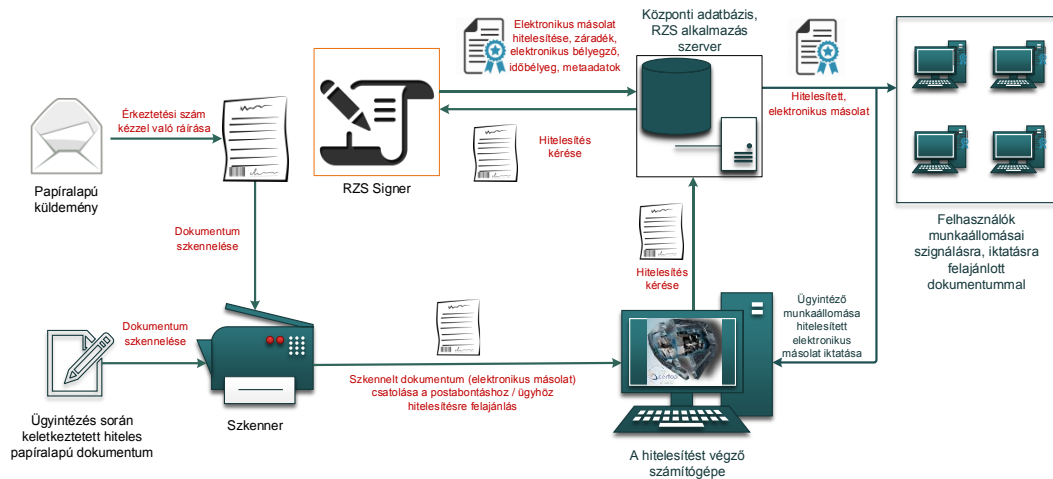 Elektronikus másolat
hitelesítése, záradék,
elektronikus bélyegző,
időbélyeg, metaadatok
Központi adatbázis,
RZS alkalmazás
szerver
Érkeztetési szám
kézzel való ráírása
Hitelesített,
elektronikus másolat
Hitelesítés
kérése
Papíralapú
küldemény
RZS Signer
Felhasználók
munkaállomásai
szignálásra, iktatásra
felajánlott
dokumentummal
Dokumentum
szkennelése
Hitelesítés
kérése
Ügyintéző
munkaállomása
hitelesített
elektronikus
másolat iktatása
Dokumentum
szkennelése
Szkennelt dokumentum (elektronikus másolat)
csatolása a postabontáshoz / ügyhöz
hitelesítésre felajánlás
Szkenner
Ügyintézés során
keletkeztetett hiteles
papíralapú dokumentum
A hitelesítést végző
számítógépe